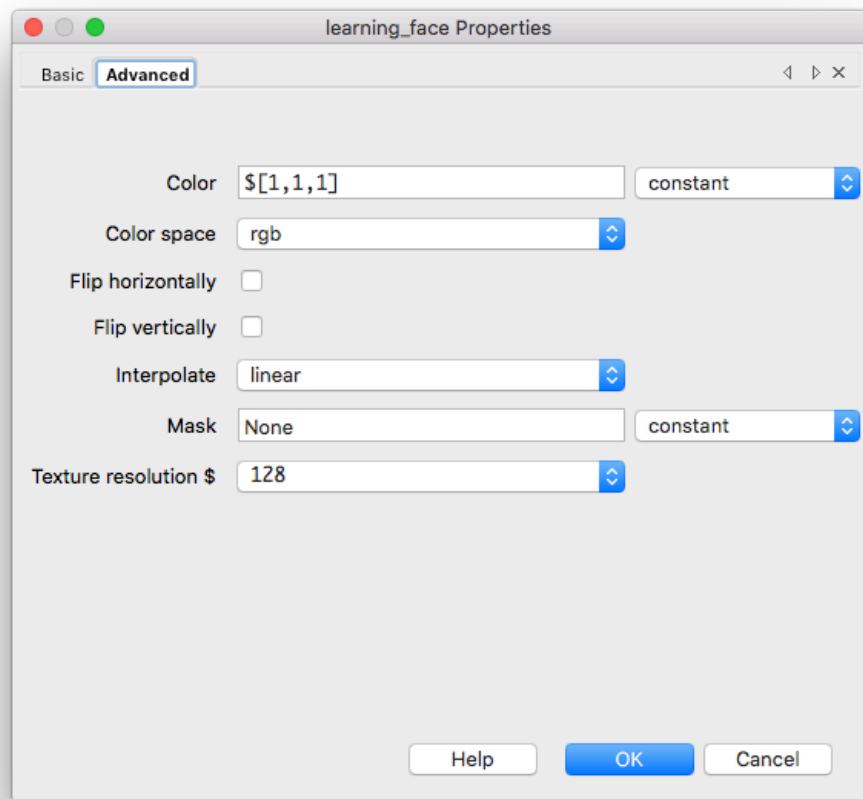 learning_face Properties
Basic Advanced
Color $[1,1,1] constant
Color space rgb
Flip horizontally
Flip vertically
Interpolate linear
Mask None constant
Texture resolution $ 128
Help OK Cancel